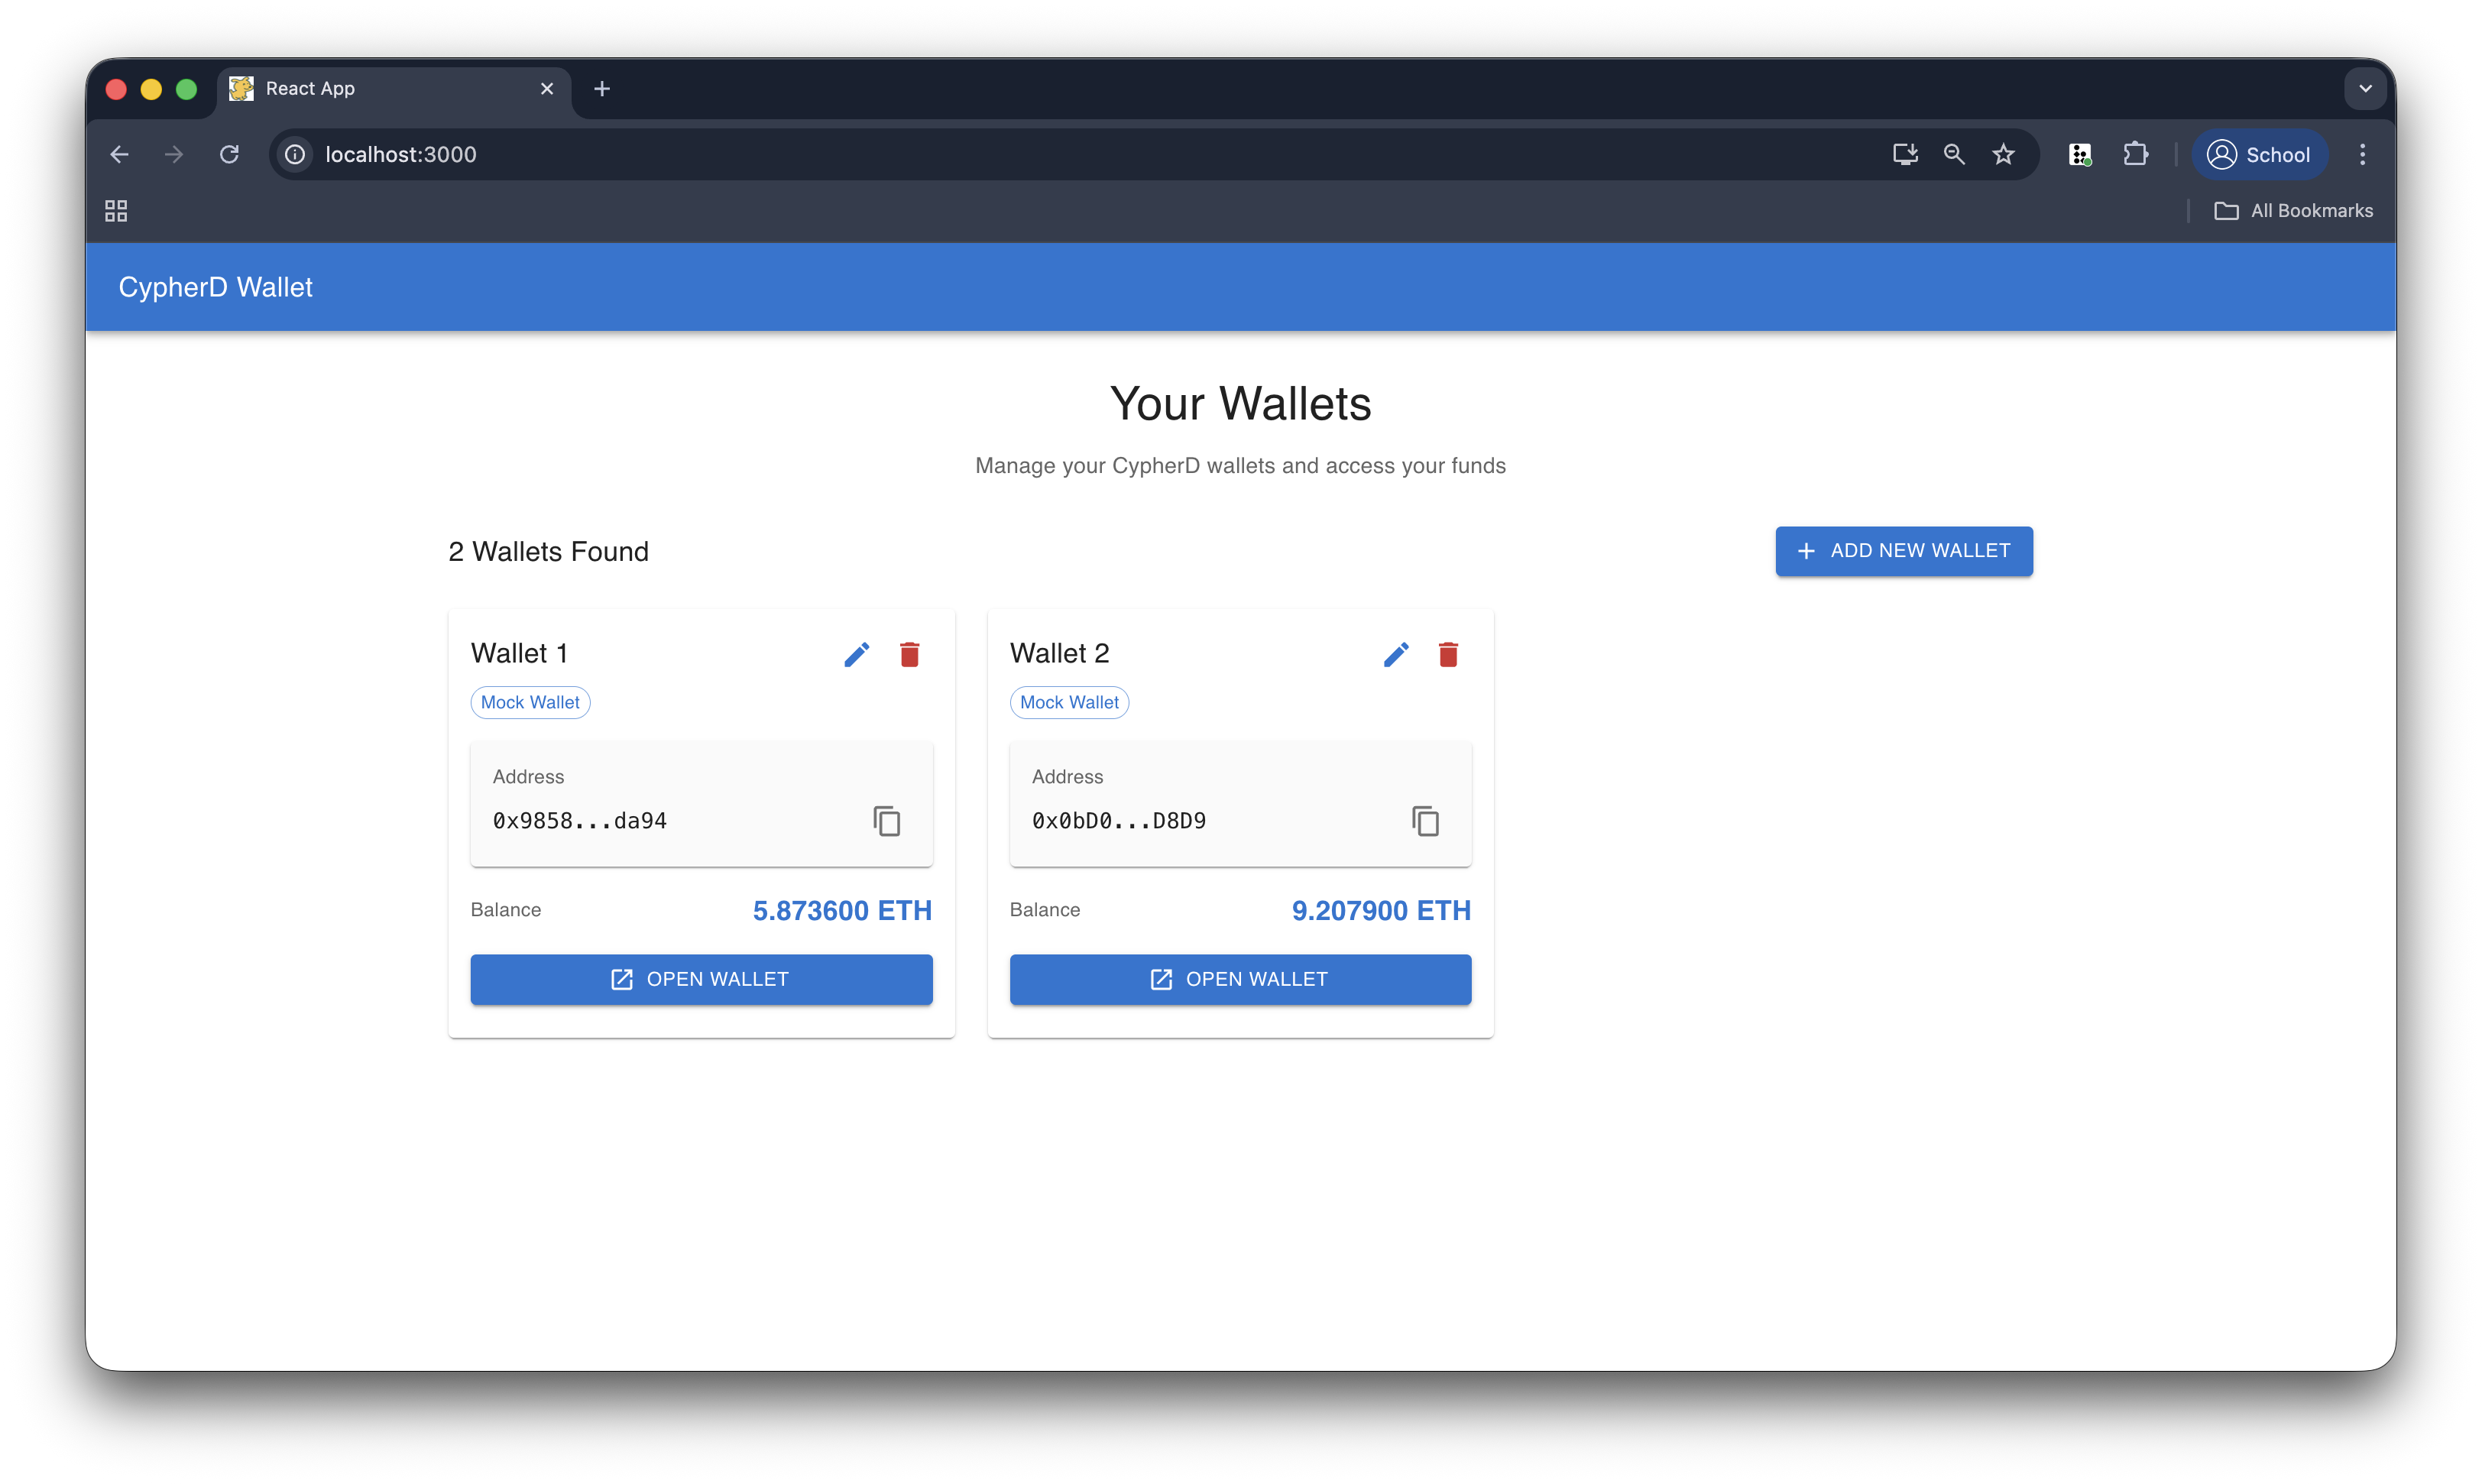 React App
localhost:3000
School
All Bookmarks
CypherD Wallet
Your Wallets
Manage your CypherD wallets and access your funds
2 Wallets Found
ADD NEW WALLET
Wallet 1
Mock Wallet
Address
0x9858...da94
Balance 5.873600 ETH
OPEN WALLET
Wallet 2
Mock Wallet
Address
0x0bD0...D8D9
Balance 9.207900 ETH
OPEN WALLET